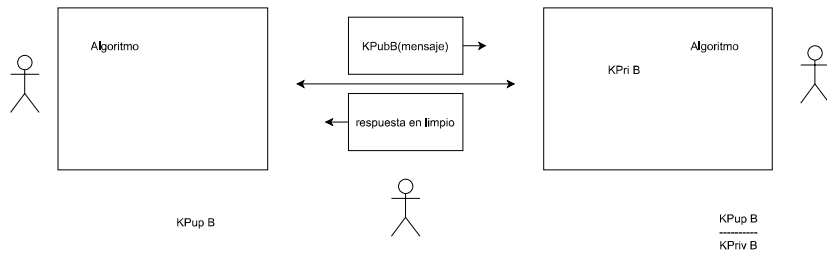 Algoritmo
KPubB(mensaje)
Algoritmo
KPri B
respuesta en limpio
KPup B
KPup B
----------
KPriv B